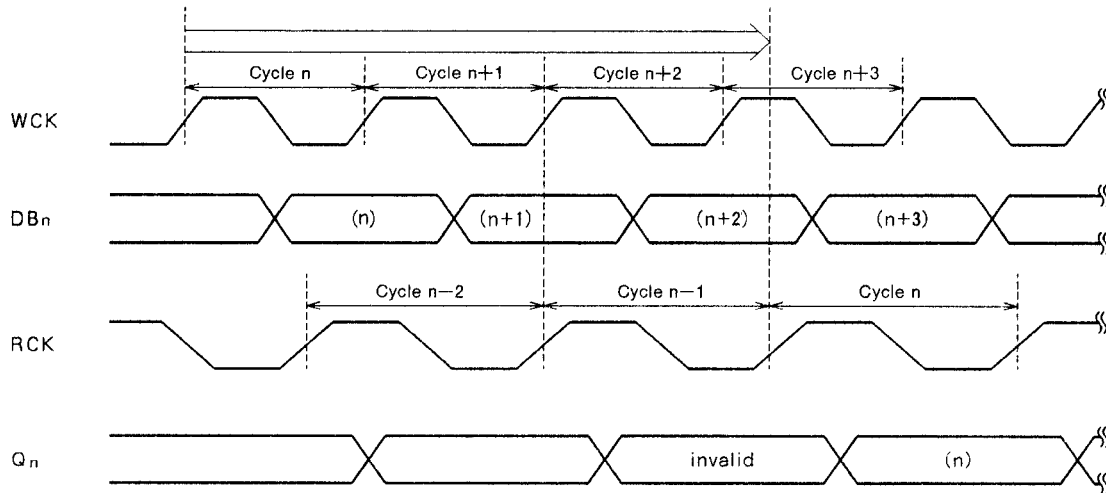 Cycle n
Cycle n+1
Cycle n+2
Cycle n+3
WCK
DBn
(n)
(n+1)
(n+2)
(n+3)
Cycle n−2
Cycle n−1
Cycle n
RCK
Qn
invalid
(n)